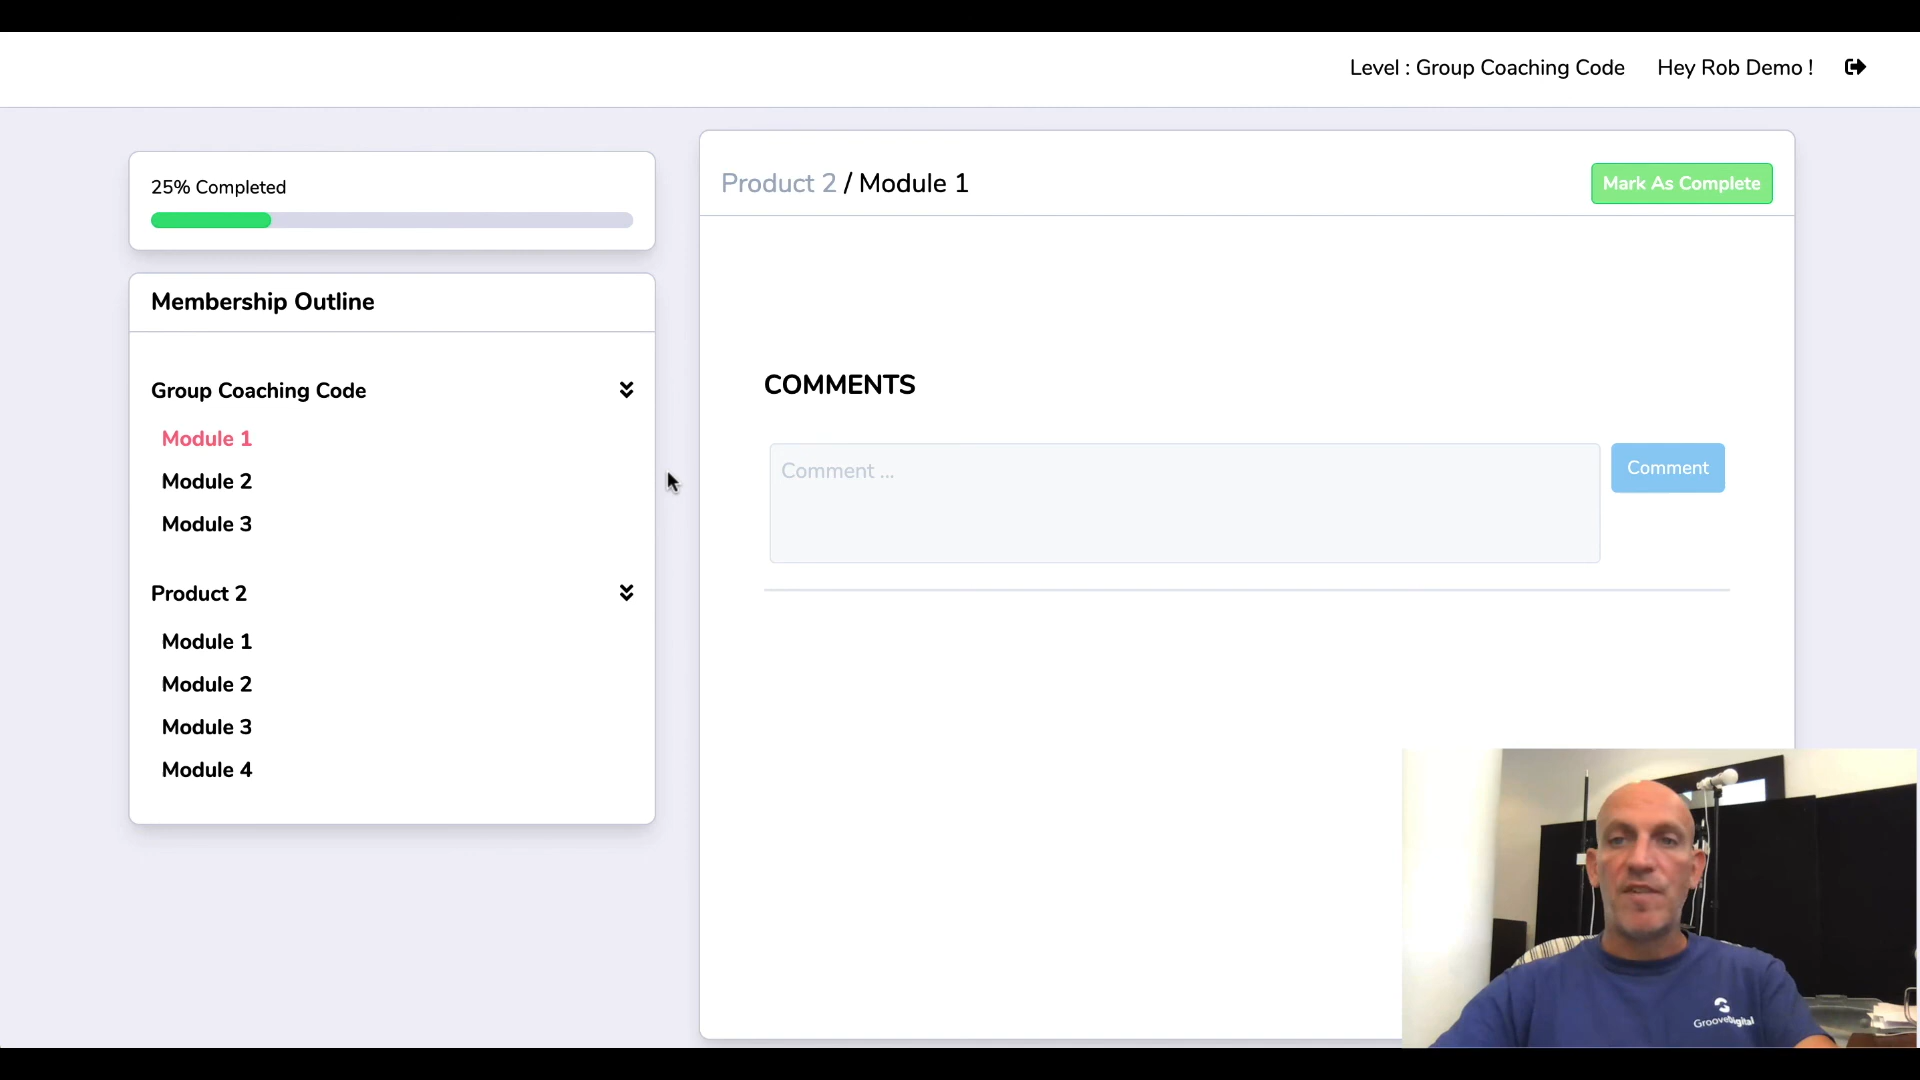 Level : Group Coaching Code
Hey Rob Demo !
25% Completed
Membership Outline
Group Coaching Code
Module 1
Module 2
Module 3
Product 2
Module 1
Module 2
Module 3
Module 4
Product 2 / Module 1
Mark As Complete
COMMENTS
Comment ...
Comment
GrooveDigital